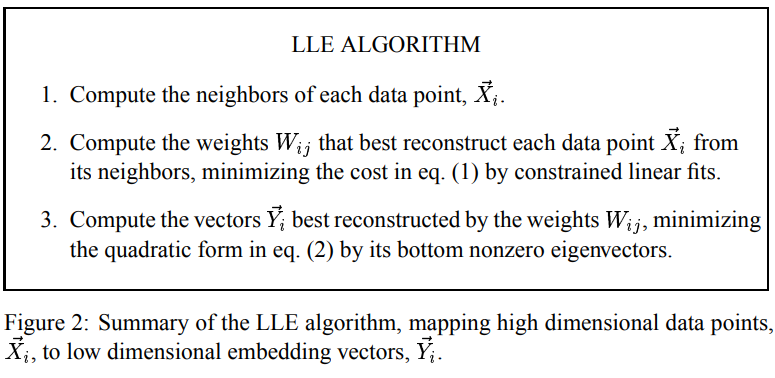 LLE ALGORITHM
1. Compute the neighbors of each data point, $\vec{X}_i$.
2. Compute the weights $W_{ij}$ that best reconstruct each data point $\vec{X}_i$ from
its neighbors, minimizing the cost in eq. (1) by constrained linear fits.
3. Compute the vectors $\vec{Y}_i$ best reconstructed by the weights $W_{ij}$, minimizing
the quadratic form in eq. (2) by its bottom nonzero eigenvectors.
Figure 2: Summary of the LLE algorithm, mapping high dimensional data points,
$\vec{X}_i$, to low dimensional embedding vectors, $\vec{Y}_i$.